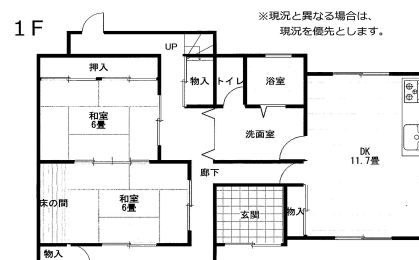 ※現況と異なる場合は、
現況を優先とします。
1F
UP
押入
物入
トイレ
浴室
和室
6畳
洗面室
DK
11.7畳
廊下
床の間
和室
6畳
玄関
物入
物入